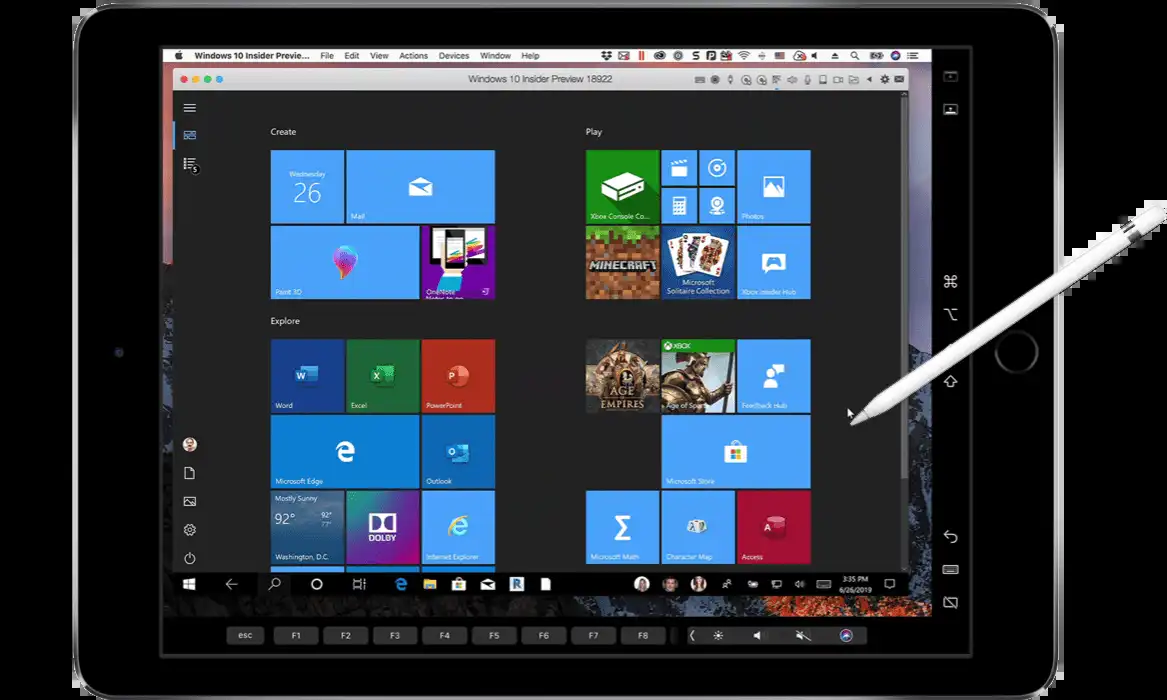 Windows 10 Insider Previe... File Edit View Actions Devices Window Help
Windows 10 Insider Preview 18922
Create
Play
Wednesday
26
Mail
Xbox Console Co...
Photos
Paint 3D
OneNote
MINECRAFT
Microsoft
Solitaire Collection
Xbox Insider Hub
Explore
Word
Excel
PowerPoint
AGE
OF
EMPIRES
XBOX
Age of Spart
Feedback Hub
Microsoft Edge
Outlook
Microsoft Store
Mostly Sunny
92°
92°
77°
Washington, D.C.
DOLBY
Internet Explorer
Microsoft Math
Character Map
Access
3:35 PM
6/26/2019
esc F1 F2 F3 F4 F5 F6 F7 F8